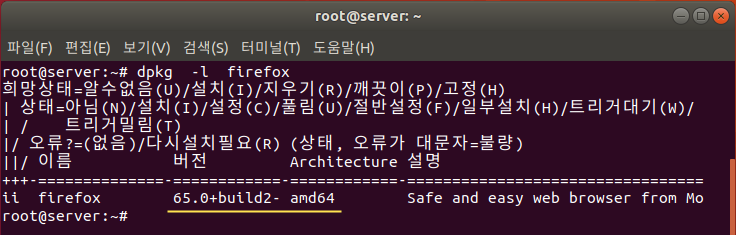 root@server: ~
파일(F) 편집(E) 보기(V) 검색(S) 터미널(T) 도움말(H)
root@server:~# dpkg -l firefox
희망상태=알수없음(U)/설치(I)/지우기(R)/깨끗이(P)/고정(H)
| 상태=아님(N)/설치(I)/설정(C)/풀림(U)/절반설정(F)/일부설치(H)/트리거대기(W)/
| / 트리거밀림(T)
|/ 오류?=(없음)/다시설치필요(R) (상태, 오류가 대문자=불량)
||/ 이름 버전 Architecture 설명
+++-==============-============-============-=================================
ii firefox 65.0+build2- amd64 Safe and easy web browser from Mo
root@server:~#